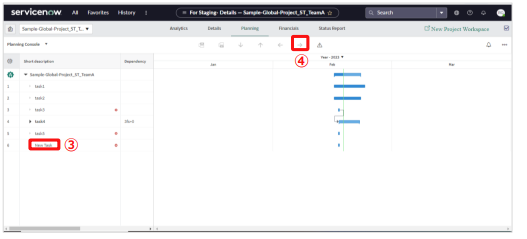 servicenow All Favorites History For Staging- Details — Sample-Global-Project_ST_TeamA ☆ Search
Sample Global-Project_ST_T... ▼ Analytics Details Planning Financials Status Report New Project Workspace
Planning Console ▼
④
Year - 2023 ▼
Short description Dependency Jan Feb Mar
▼ Sample-Global-Project_ST_TeamA
1 task1
2 task2
3 task3
4 task4
5 task5
6 New Task ③